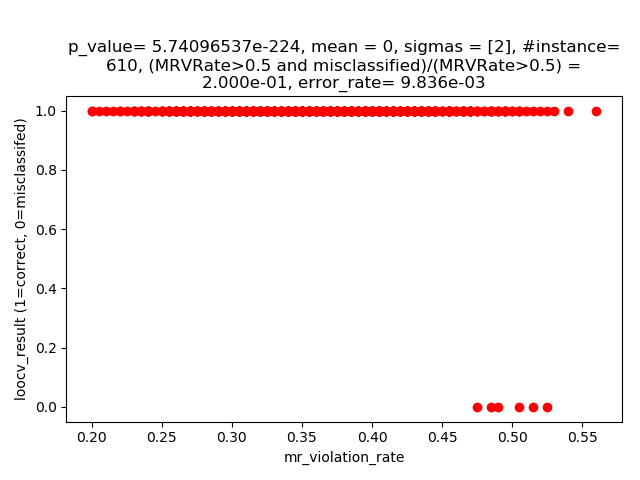 p_value= 5.74096537e-224, mean = 0, sigmas = [2], #instance=
610, (MRVRate>0.5 and misclassified)/(MRVRate>0.5) =
2.000e-01, error_rate= 9.836e-03
1.0
0.8
0.6
0.4
0.2
0.0
loocv_result (1=correct, 0=misclassifed)
0.20 0.25 0.30 0.35 0.40 0.45 0.50 0.55
mr_violation_rate